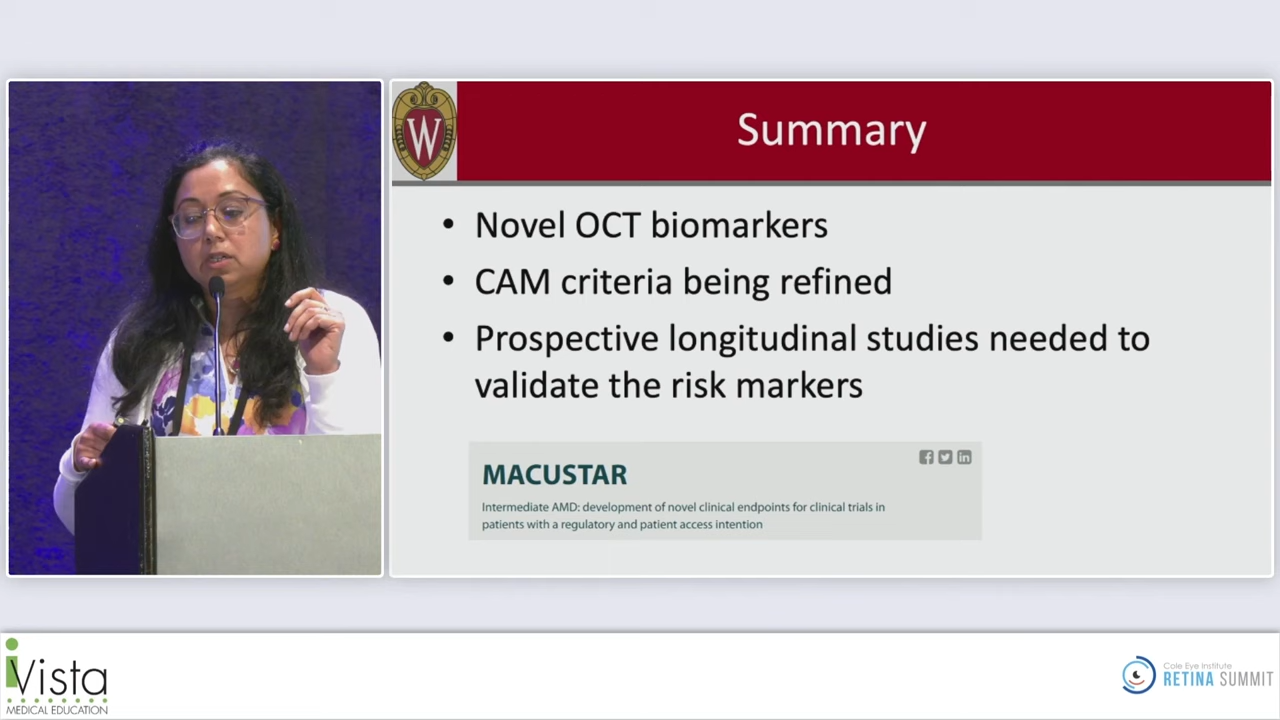 W
Summary
• Novel OCT biomarkers
• CAM criteria being refined
• Prospective longitudinal studies needed to
validate the risk markers
MACUSTAR
Intermediate AMD: development of novel clinical endpoints for clinical trials in
patients with a regulatory and patient access intention
iVista
MEDICAL EDUCATION
Cole Eye Institute
RETINA SUMMIT